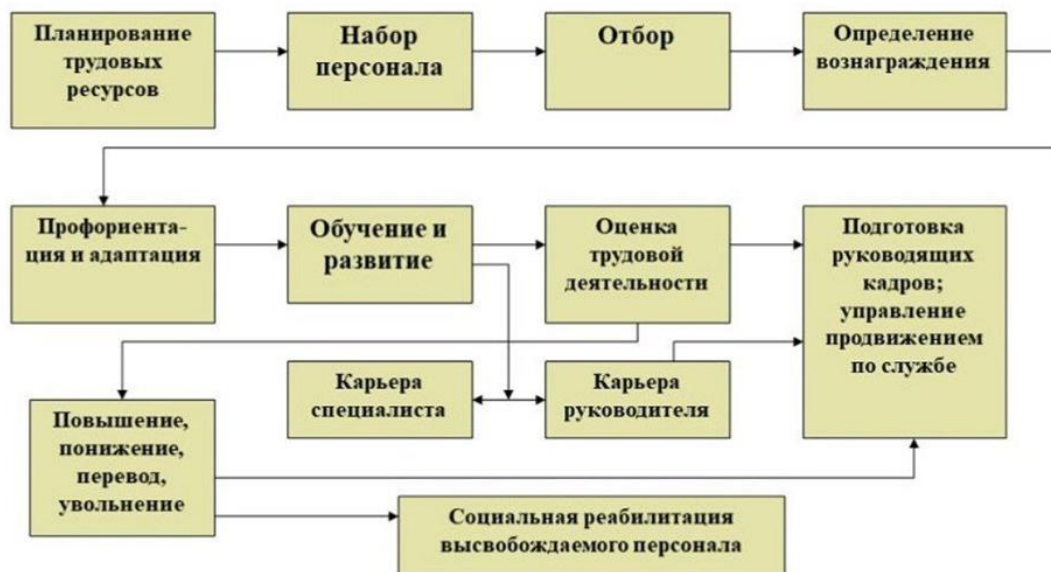 Планирование
трудовых
ресурсов
Набор
персонала
Отбор
Определение
вознаграждения
Профориента-
ция и адаптация
Обучение и
развитие
Оценка
трудовой
деятельности
Подготовка
руководящих
кадров;
управление
продвижением
по службе
Карьера
специалиста
Карьера
руководителя
Повышение,
понижение,
перевод,
увольнение
Социальная реабилитация
высвобождаемого персонала